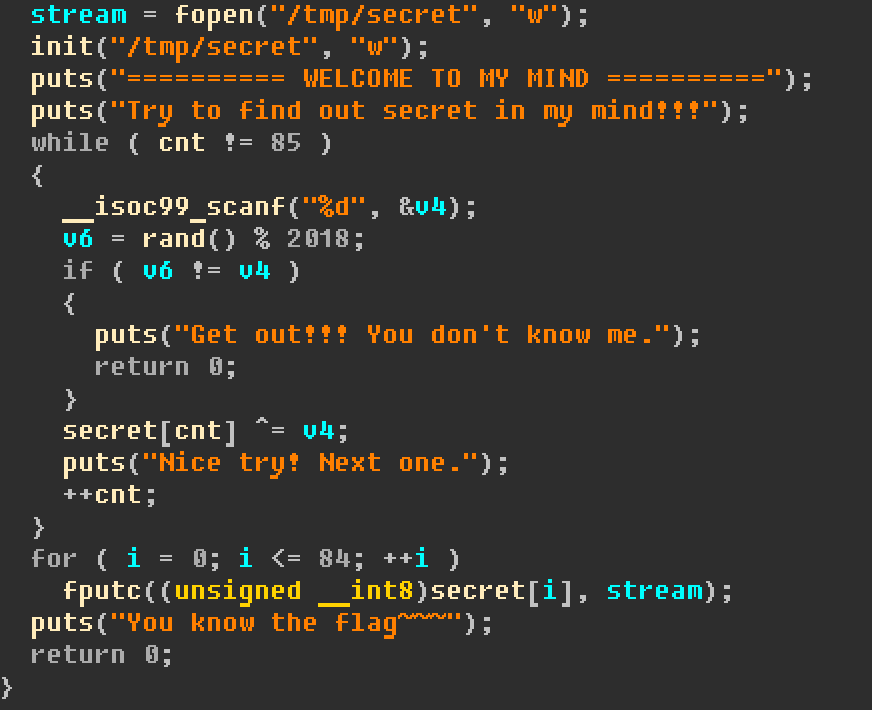 stream = fopen("/tmp/secret", "w");
init("/tmp/secret", "w");
puts("========== WELCOME TO MY MIND ==========");
puts("Try to find out secret in my mind!!!");
while ( cnt != 85 )
{
__isoc99_scanf("%d", &v4);
v6 = rand() % 2018;
if ( v6 != v4 )
{
puts("Get out!!! You don't know me.");
return 0;
}
secret[cnt] ^= v4;
puts("Nice try! Next one.");
++cnt;
}
for ( i = 0; i <= 84; ++i )
fputc((unsigned __int8)secret[i], stream);
puts("You know the flag~~~");
return 0;
}